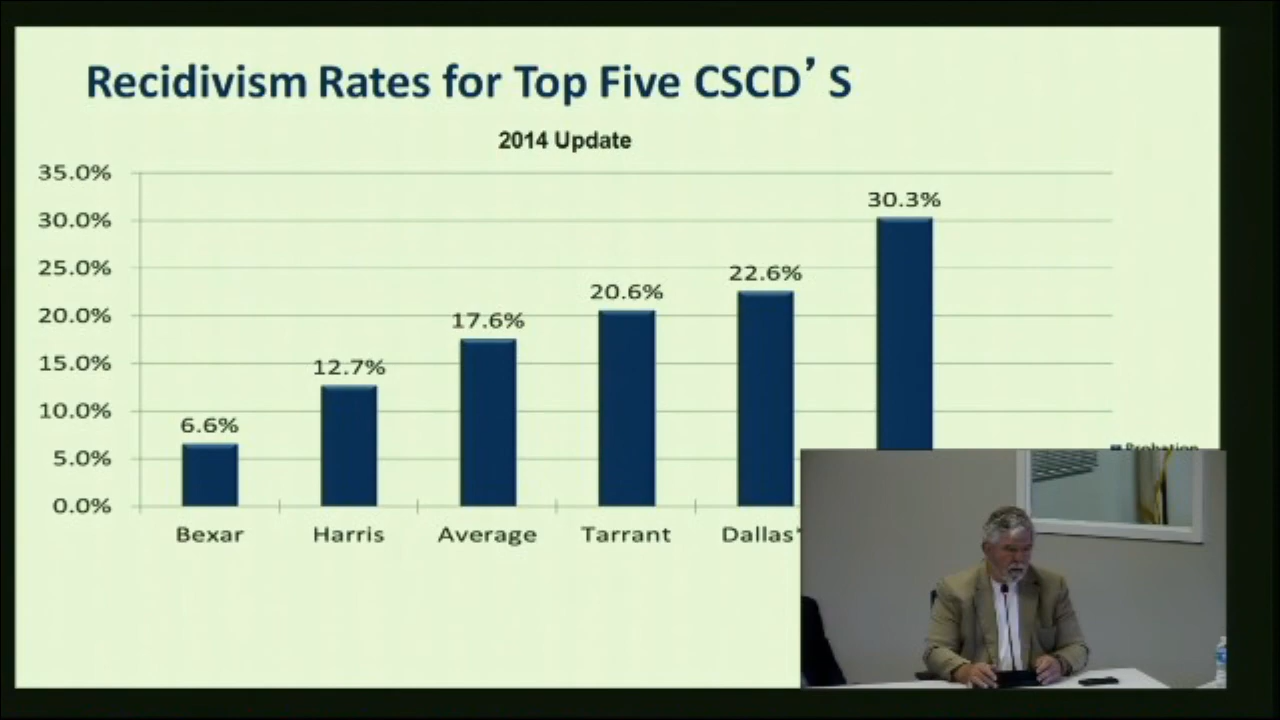 Recidivism Rates for Top Five CSCD’S
2014 Update
35.0%
30.0%
25.0%
20.0%
15.0%
10.0%
5.0%
0.0%
6.6%
12.7%
17.6%
20.6%
22.6%
30.3%
Bexar
Harris
Average
Tarrant
Dallas*
Probation